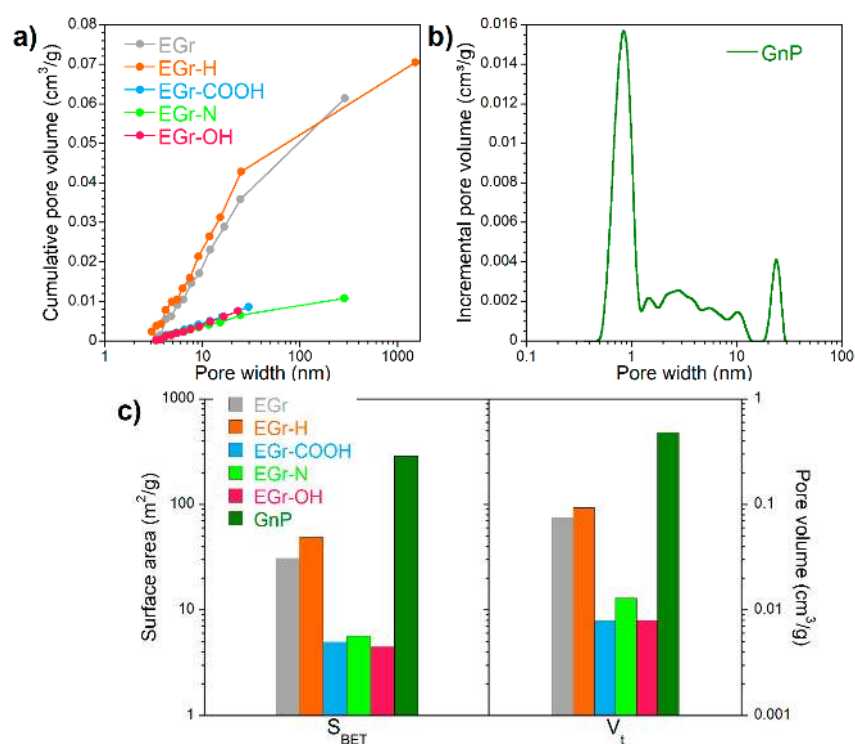 a)
Cumulative pore volume (cm³/g)
0.08
0.07
0.06
0.05
0.04
0.03
0.02
0.01
0
EGr
EGr-H
EGr-COOH
EGr-N
EGr-OH
1
10
100
1000
Pore width (nm)
b)
Incremental pore volume (cm³/g)
0.016
0.014
0.012
0.01
0.008
0.006
0.004
0.002
0
GnP
0.1
1
10
100
Pore width (nm)
c)
Surface area (m²/g)
1000
100
10
1
EGr
EGr-H
EGr-COOH
EGr-N
EGr-OH
GnP
S_BET
V_t
1
0.1
0.01
0.001
Pore volume (cm³/g)